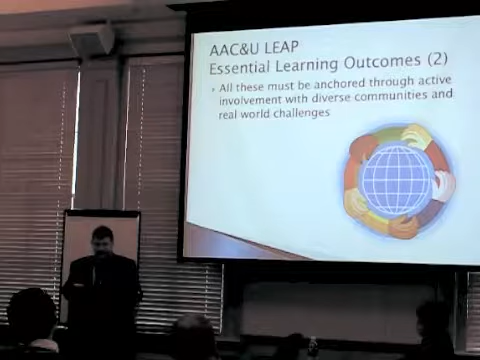 AAC&U LEAP
Essential Learning Outcomes (2)
All these must be anchored through active
involvement with diverse communities and
real world challenges